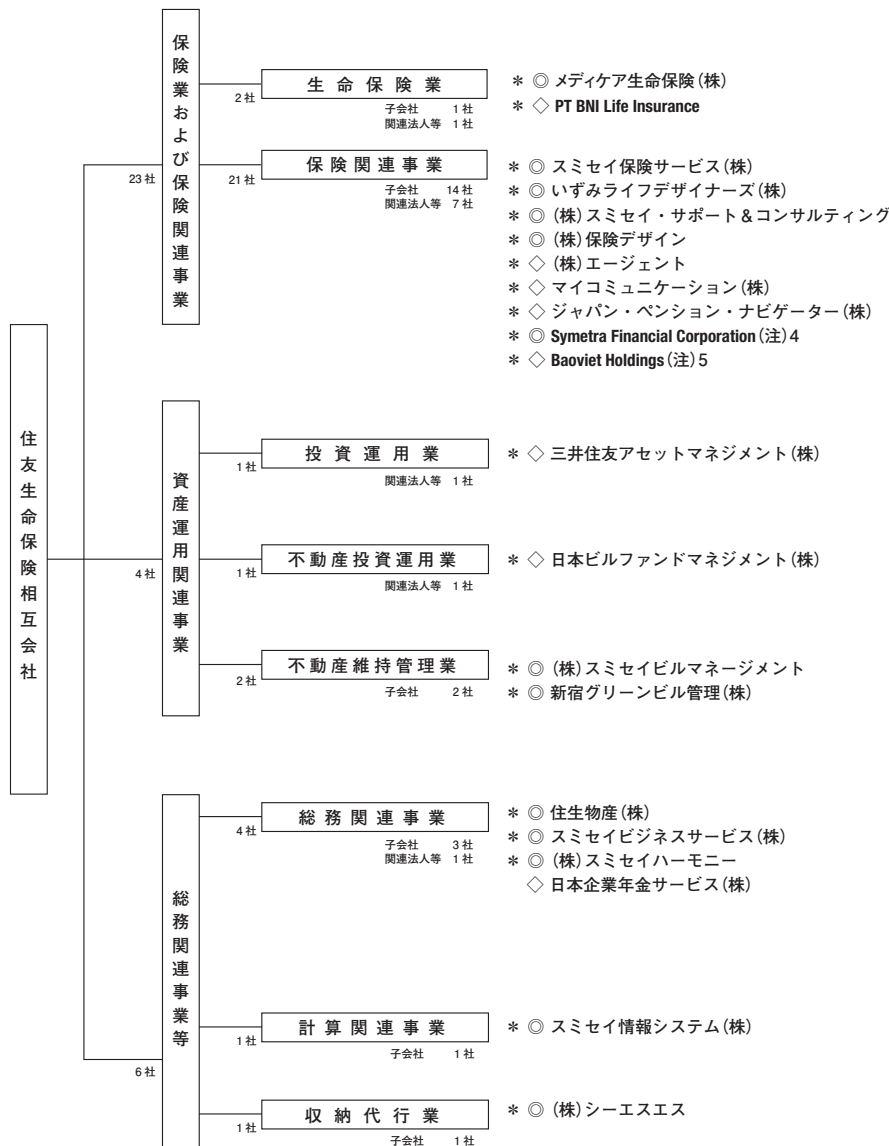 住友生命保険相互会社
23 社
保険業および保険関連事業
2 社
生命保険業
子会社 1 社
関連法人等 1 社
* ◎ メディケア生命保険(株)
* ◇ PT BNI Life Insurance
21 社
保険関連事業
子会社 14 社
関連法人等 7 社
* ◎ スミセイ保険サービス(株)
* ◎ いずみライフデザイナーズ(株)
* ◎ (株)スミセイ・サポート&コンサルティング
* ◎ (株)保険デザイン
* ◇ (株)エージェント
* ◇ マイコミュニケーション(株)
* ◇ ジャパン・ペンション・ナビゲーター(株)
* ◎ Symetra Financial Corporation(注)4
* ◇ Baoviet Holdings(注)5
4 社
資産運用関連事業
1 社
投資運用業
関連法人等 1 社
* ◇ 三井住友アセットマネジメント(株)
1 社
不動産投資運用業
関連法人等 1 社
* ◇ 日本ビルファンドマネジメント(株)
2 社
不動産維持管理業
子会社 2 社
* ◎ (株)スミセイビルマネージメント
* ◎ 新宿グリーンビル管理(株)
6 社
総務関連事業等
4 社
総務関連事業
子会社 3 社
関連法人等 1 社
* ◎ 住生物産(株)
* ◎ スミセイビジネスサービス(株)
* ◎ (株)スミセイハーモニー
◇ 日本企業年金サービス(株)
1 社
計算関連事業
子会社 1 社
* ◎ スミセイ情報システム(株)
1 社
収納代行業
子会社 1 社
* ◎ (株)シーエスエス